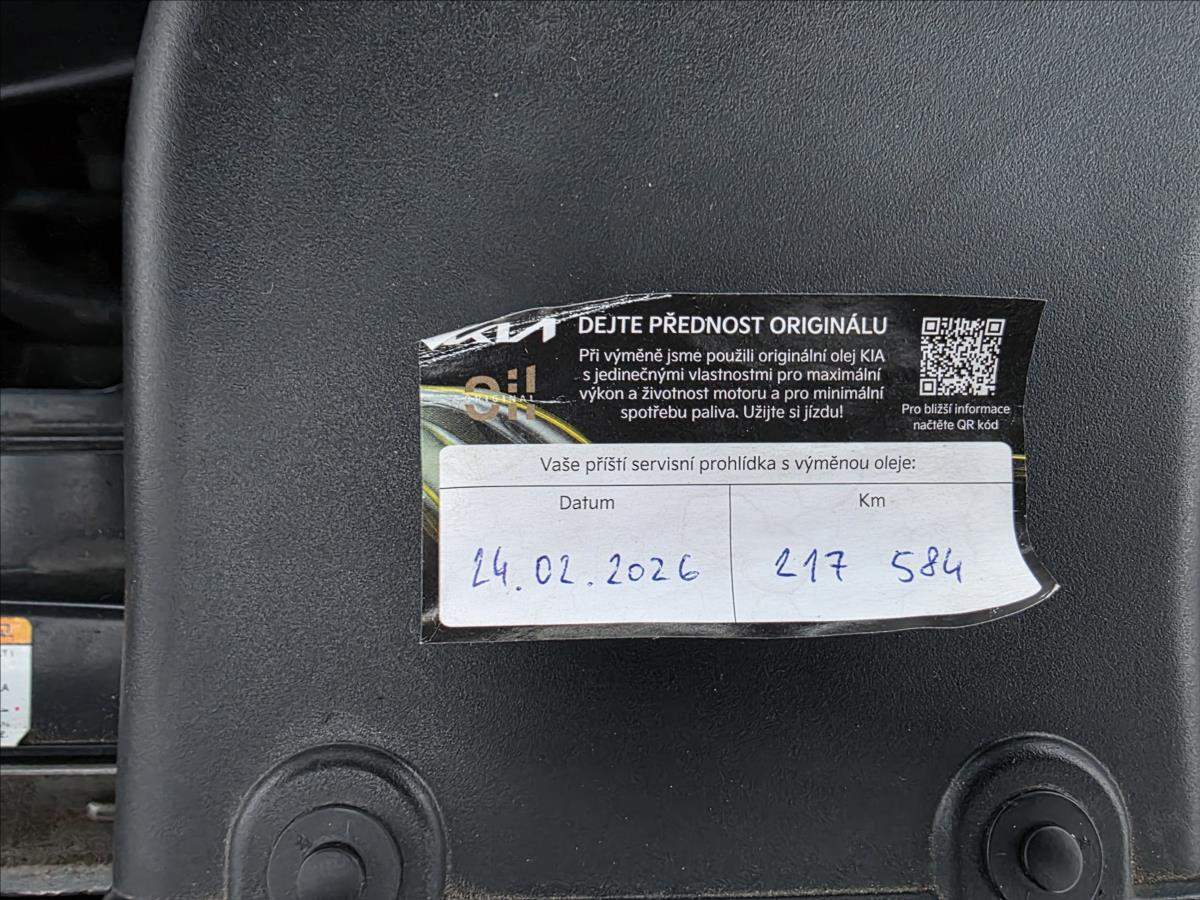 KIA
DEJTE PŘEDNOST ORIGINÁLU
Při výměně jsme použili originální olej KIA
s jedinečnými vlastnostmi pro maximální
výkon a životnost motoru a pro minimální
spotřebu paliva. Užijte si jízdu!
Oil
ORIGINAL
Pro bližší informace
načtěte QR kód
Vaše příští servisní prohlídka s výměnou oleje:
Datum Km
24.02.2026 217 584